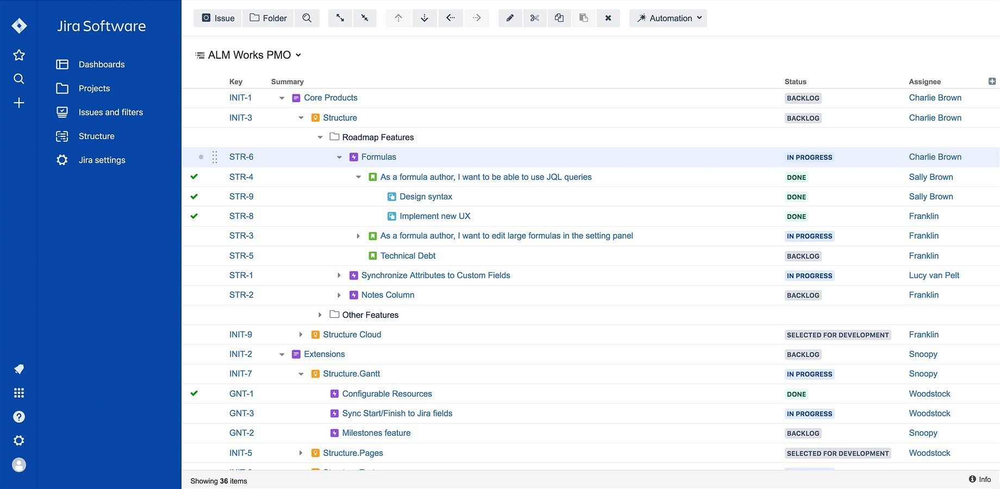 Jira Software
Dashboards
Projects
Issues and filters
Structure
Jira settings
Issue Folder Automation
ALM Works PMO
Key Summary Status Assignee
INIT-1 Core Products BACKLOG Charlie Brown
INIT-3 Structure BACKLOG Charlie Brown
Roadmap Features
STR-6 Formulas IN PROGRESS Charlie Brown
STR-4 As a formula author, I want to be able to use JQL queries DONE Sally Brown
STR-9 Design syntax DONE Sally Brown
STR-8 Implement new UX DONE Franklin
STR-3 As a formula author, I want to edit large formulas in the setting panel IN PROGRESS Franklin
STR-5 Technical Debt BACKLOG Franklin
STR-1 Synchronize Attributes to Custom Fields IN PROGRESS Lucy van Pelt
STR-2 Notes Column BACKLOG Franklin
Other Features
INIT-9 Structure Cloud SELECTED FOR DEVELOPMENT Franklin
INIT-2 Extensions BACKLOG Snoopy
INIT-7 Structure.Gantt IN PROGRESS Snoopy
GNT-1 Configurable Resources DONE Woodstock
GNT-3 Sync Start/Finish to Jira fields IN PROGRESS Woodstock
GNT-2 Milestones feature BACKLOG Snoopy
INIT-5 Structure.Pages SELECTED FOR DEVELOPMENT Woodstock
Showing 36 items Info